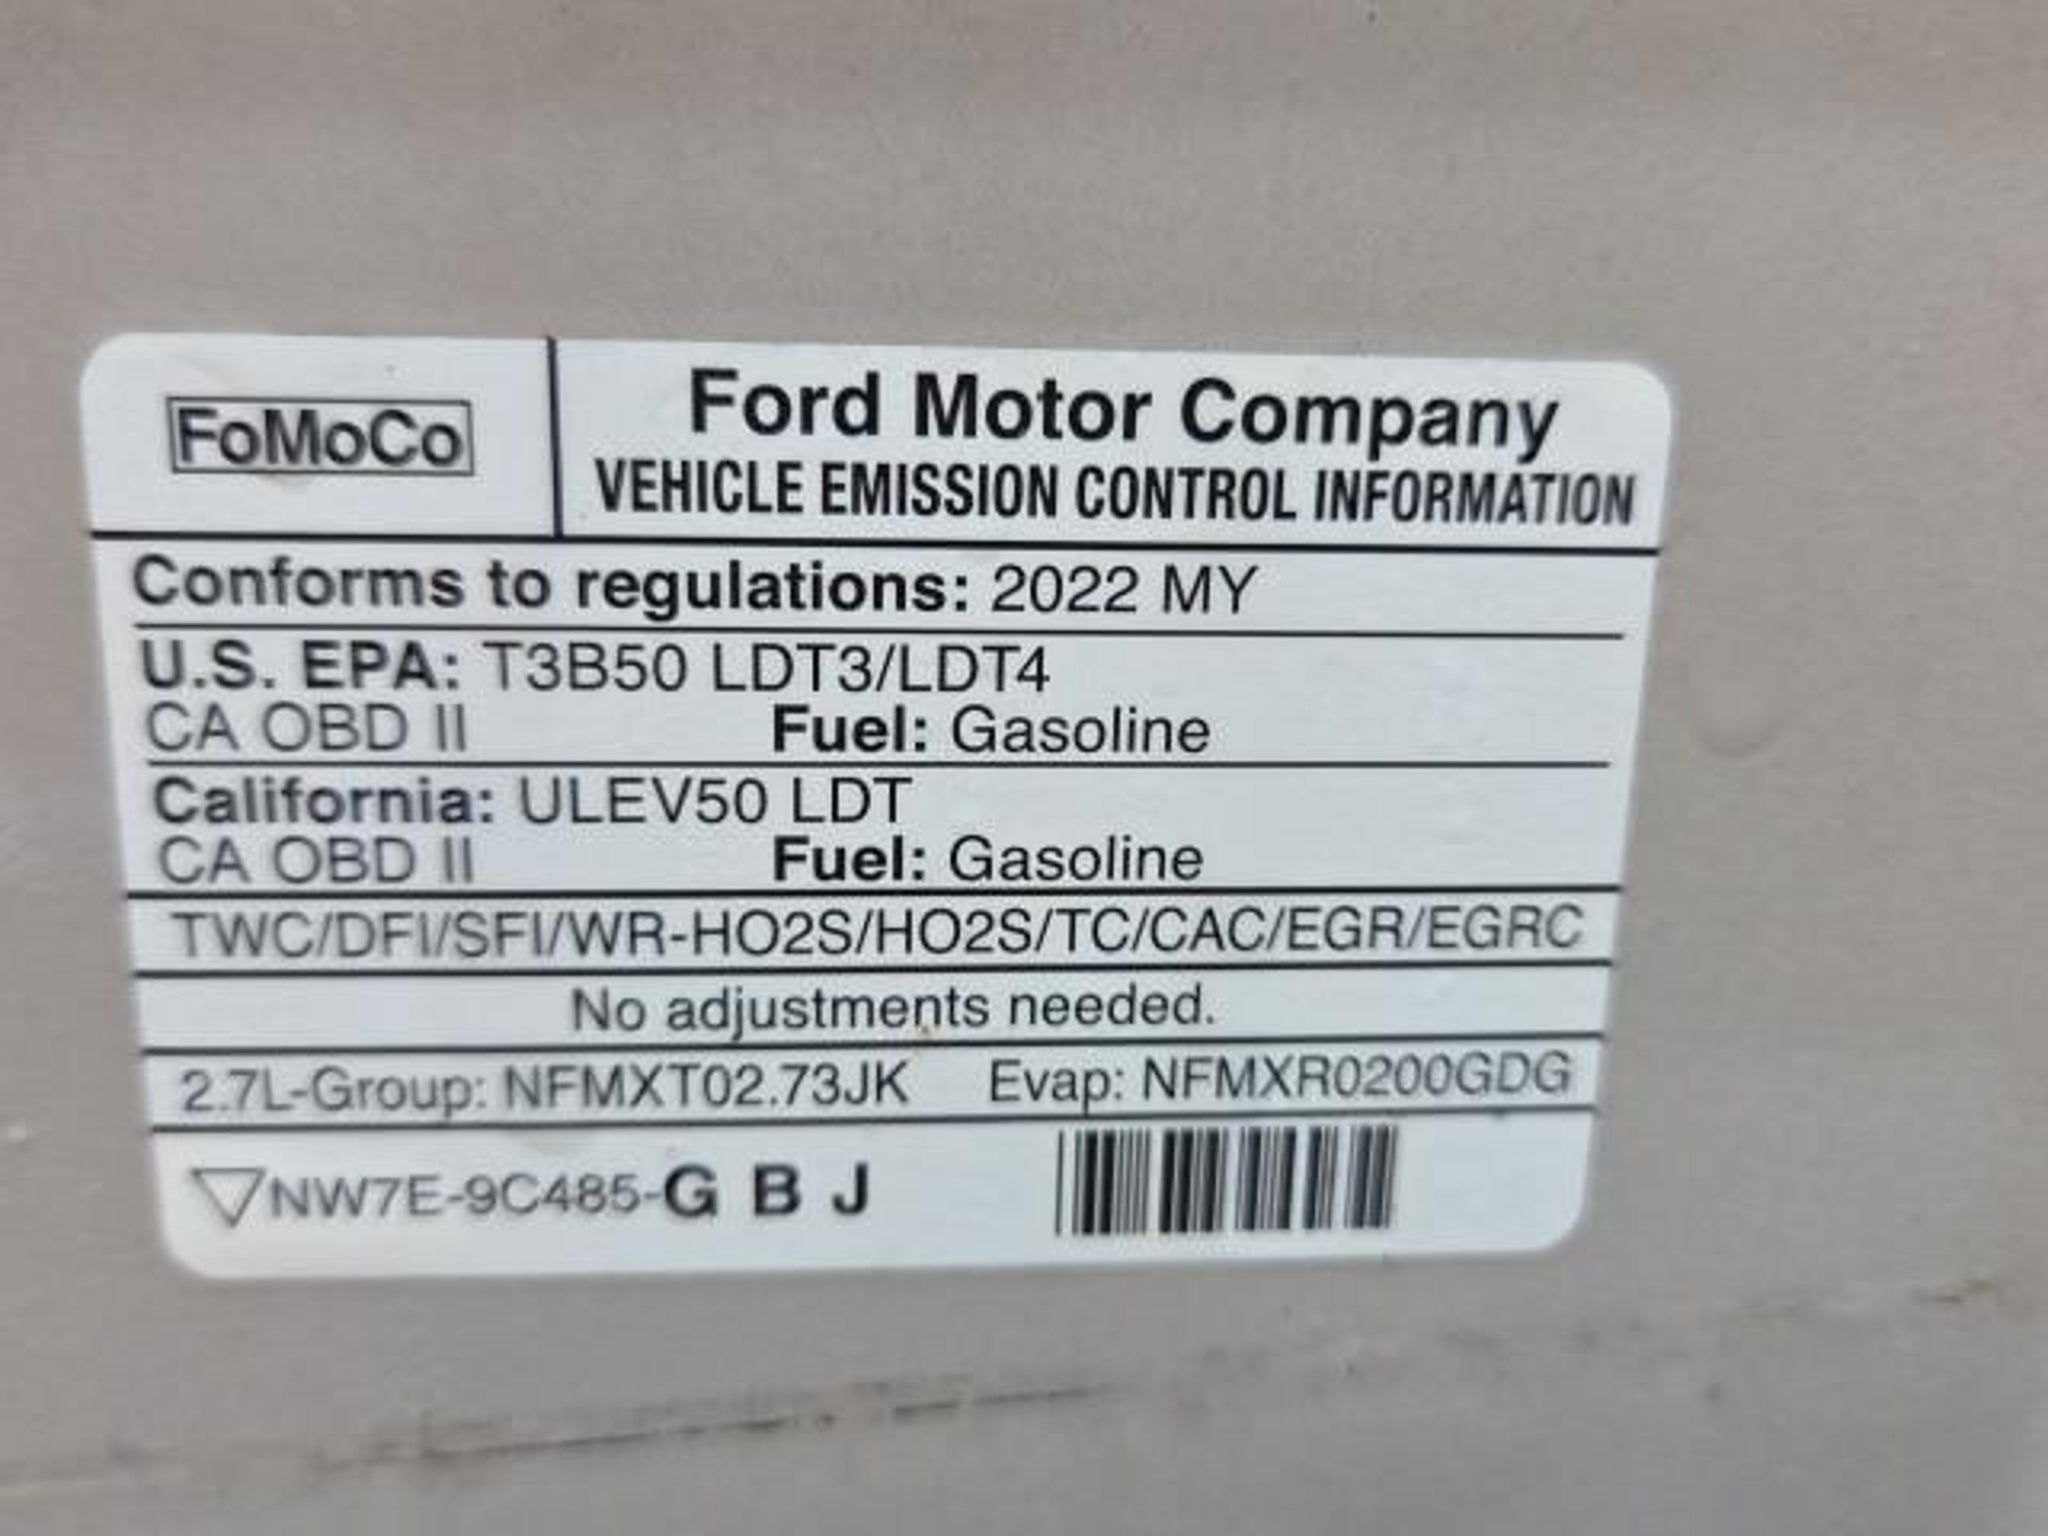 FoMoCo
Ford Motor Company
VEHICLE EMISSION CONTROL INFORMATION
Conforms to regulations: 2022 MY
U.S. EPA: T3B50 LDT3/LDT4
CA OBD II Fuel: Gasoline
California: ULEV50 LDT
CA OBD II Fuel: Gasoline
TWC/DFI/SFI/WR-HO2S/HO2S/TC/CAC/EGR/EGRC
No adjustments needed.
2.7L-Group: NFMXT02.73JK Evap: NFMXR0200GDG
▽NW7E-9C485-G B J